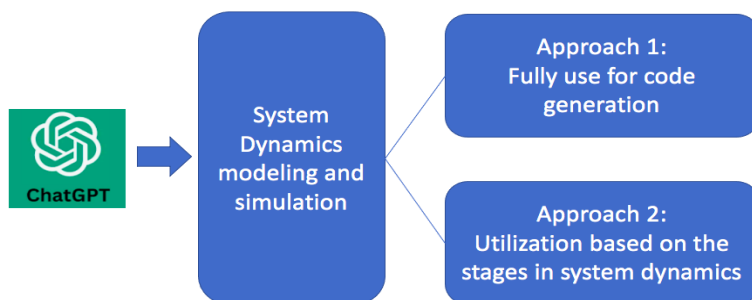 ChatGPT
System
Dynamics
modeling and
simulation
Approach 1:
Fully use for code
generation
Approach 2:
Utilization based on the
stages in system dynamics